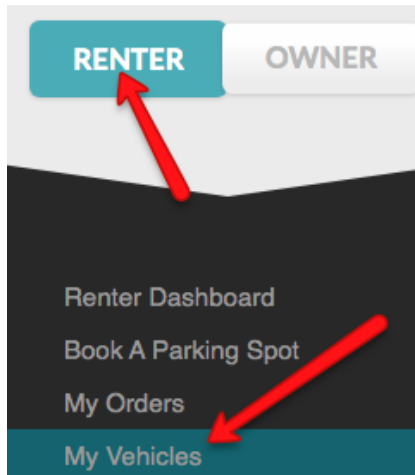 RENTER OWNER
Renter Dashboard
Book A Parking Spot
My Orders
My Vehicles